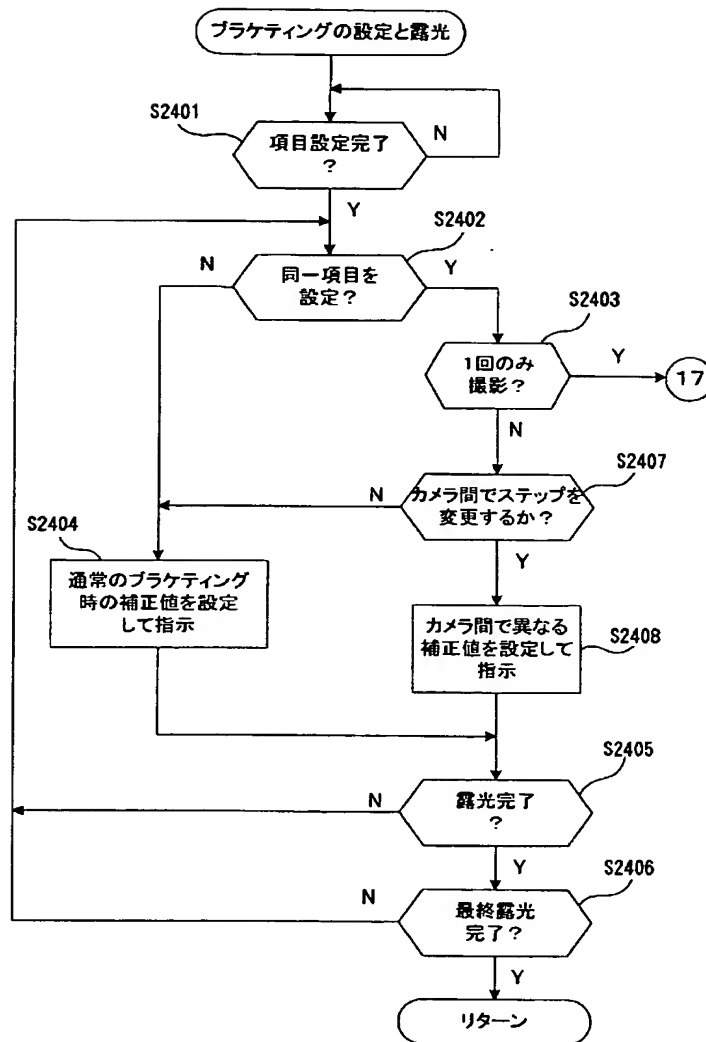 ブラケティングの設定と露光
S2401
項目設定完了
?
N
Y
S2402
N
同一項目を
設定?
Y
S2403
1回のみ
撮影?
Y
17
N
S2407
N
カメラ間でステップを
変更するか?
Y
S2404
通常のブラケティング
時の補正値を設定
して指示
カメラ間で異なる
補正値を設定して
指示
S2408
S2405
N
露光完了
?
Y
S2406
N
最終露光
完了?
Y
リターン